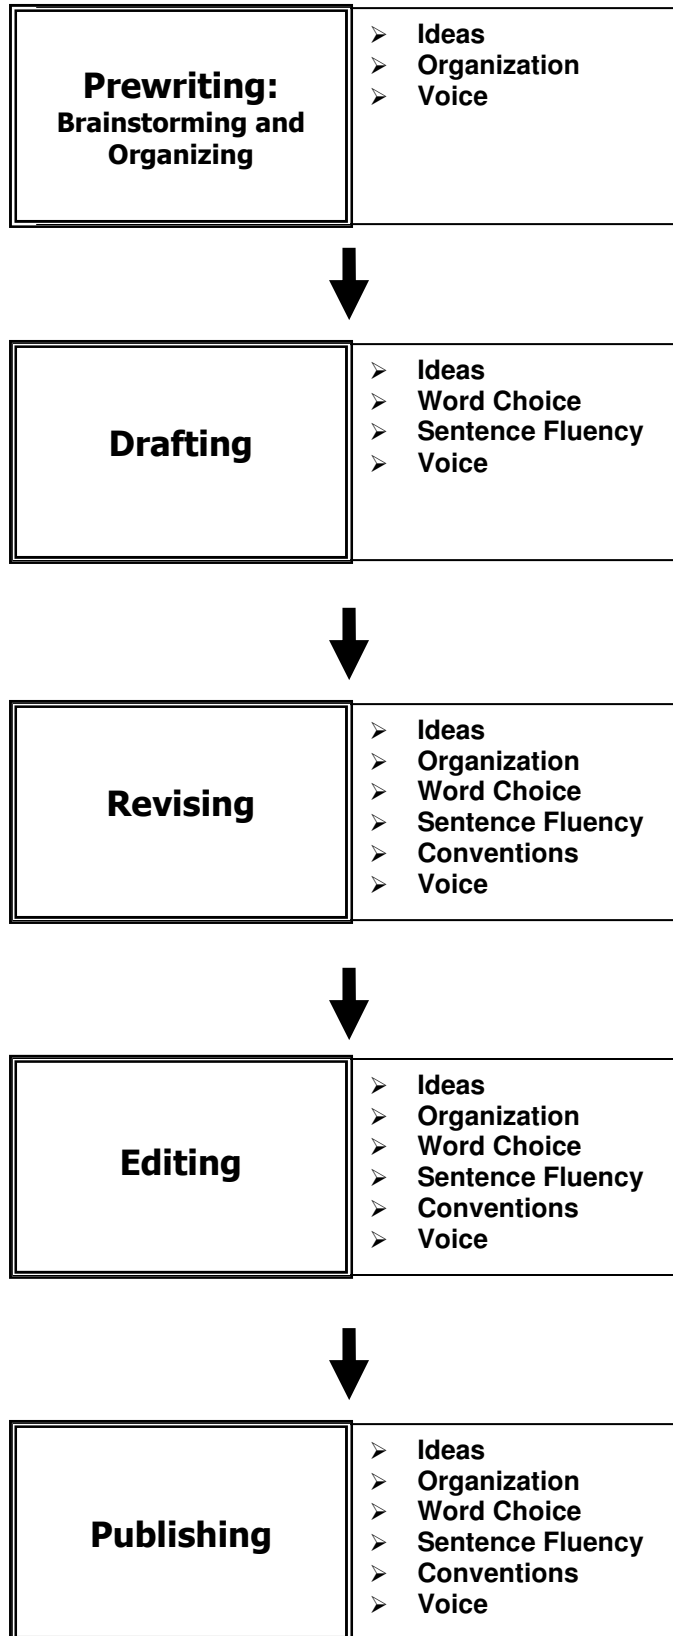 Prewriting:
Brainstorming and
Organizing
➢ Ideas
➢ Organization
➢ Voice
Drafting
➢ Ideas
➢ Word Choice
➢ Sentence Fluency
➢ Voice
Revising
➢ Ideas
➢ Organization
➢ Word Choice
➢ Sentence Fluency
➢ Conventions
➢ Voice
Editing
➢ Ideas
➢ Organization
➢ Word Choice
➢ Sentence Fluency
➢ Conventions
➢ Voice
Publishing
➢ Ideas
➢ Organization
➢ Word Choice
➢ Sentence Fluency
➢ Conventions
➢ Voice